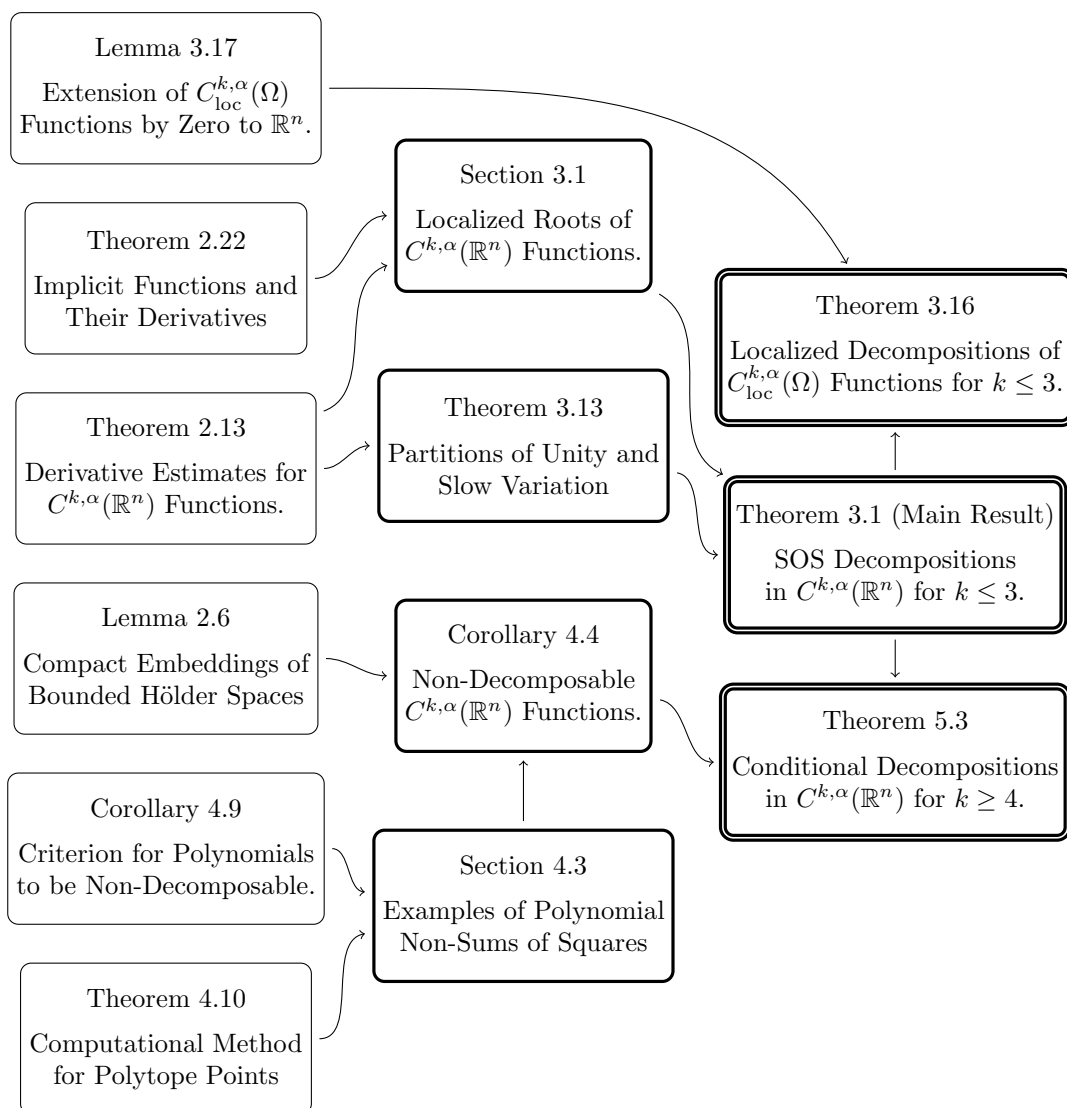 Lemma 3.17
Extension of $C^{k,\alpha}_{\text{loc}}(\Omega)$
Functions by Zero to $\mathbb{R}^n$.
Theorem 2.22
Implicit Functions and
Their Derivatives
Theorem 2.13
Derivative Estimates for
$C^{k,\alpha}(\mathbb{R}^n)$ Functions.
Lemma 2.6
Compact Embeddings of
Bounded Hölder Spaces
Corollary 4.9
Criterion for Polynomials
to be Non-Decomposable.
Theorem 4.10
Computational Method
for Polytope Points
Section 3.1
Localized Roots of
$C^{k,\alpha}(\mathbb{R}^n)$ Functions.
Theorem 3.13
Partitions of Unity and
Slow Variation
Corollary 4.4
Non-Decomposable
$C^{k,\alpha}(\mathbb{R}^n)$ Functions.
Section 4.3
Examples of Polynomial
Non-Sums of Squares
Theorem 3.16
Localized Decompositions of
$C^{k,\alpha}_{\text{loc}}(\Omega)$ Functions for $k \leq 3$.
Theorem 3.1 (Main Result)
SOS Decompositions
in $C^{k,\alpha}(\mathbb{R}^n)$ for $k \leq 3$.
Theorem 5.3
Conditional Decompositions
in $C^{k,\alpha}(\mathbb{R}^n)$ for $k \geq 4$.